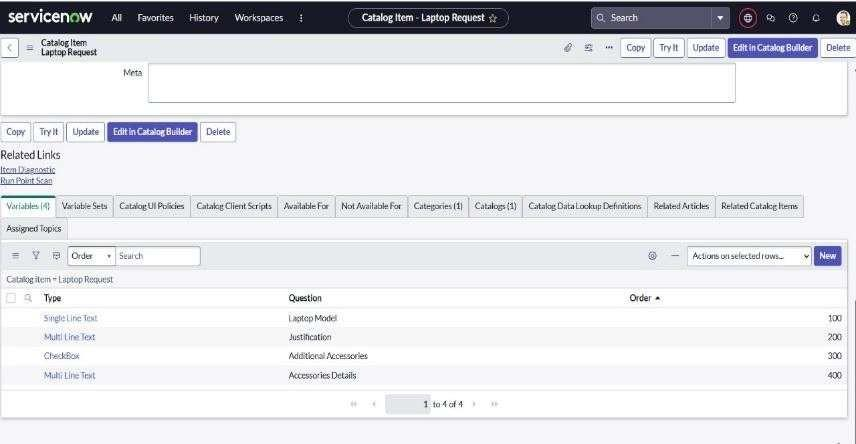 servicenow All Favorites History Workspaces Catalog Item - Laptop Request Search
Catalog Item
Laptop Request
Copy Try It Update Edit in Catalog Builder Delete
Meta
Copy Try It Update Edit in Catalog Builder Delete
Related Links
Item Diagnostic
Run Point Scan
Variables (4) Variable Sets Catalog UI Policies Catalog Client Scripts Available For Not Available For Categories (1) Catalogs (1) Catalog Data Lookup Definitions Related Articles Related Catalog Items
Assigned Topics
Order Search Actions on selected rows... New
Catalog item = Laptop Request
Type Question Order
Single Line Text Laptop Model 100
Multi Line Text Justification 200
CheckBox Additional Accessories 300
Multi Line Text Accessories Details 400
1 to 4 of 4